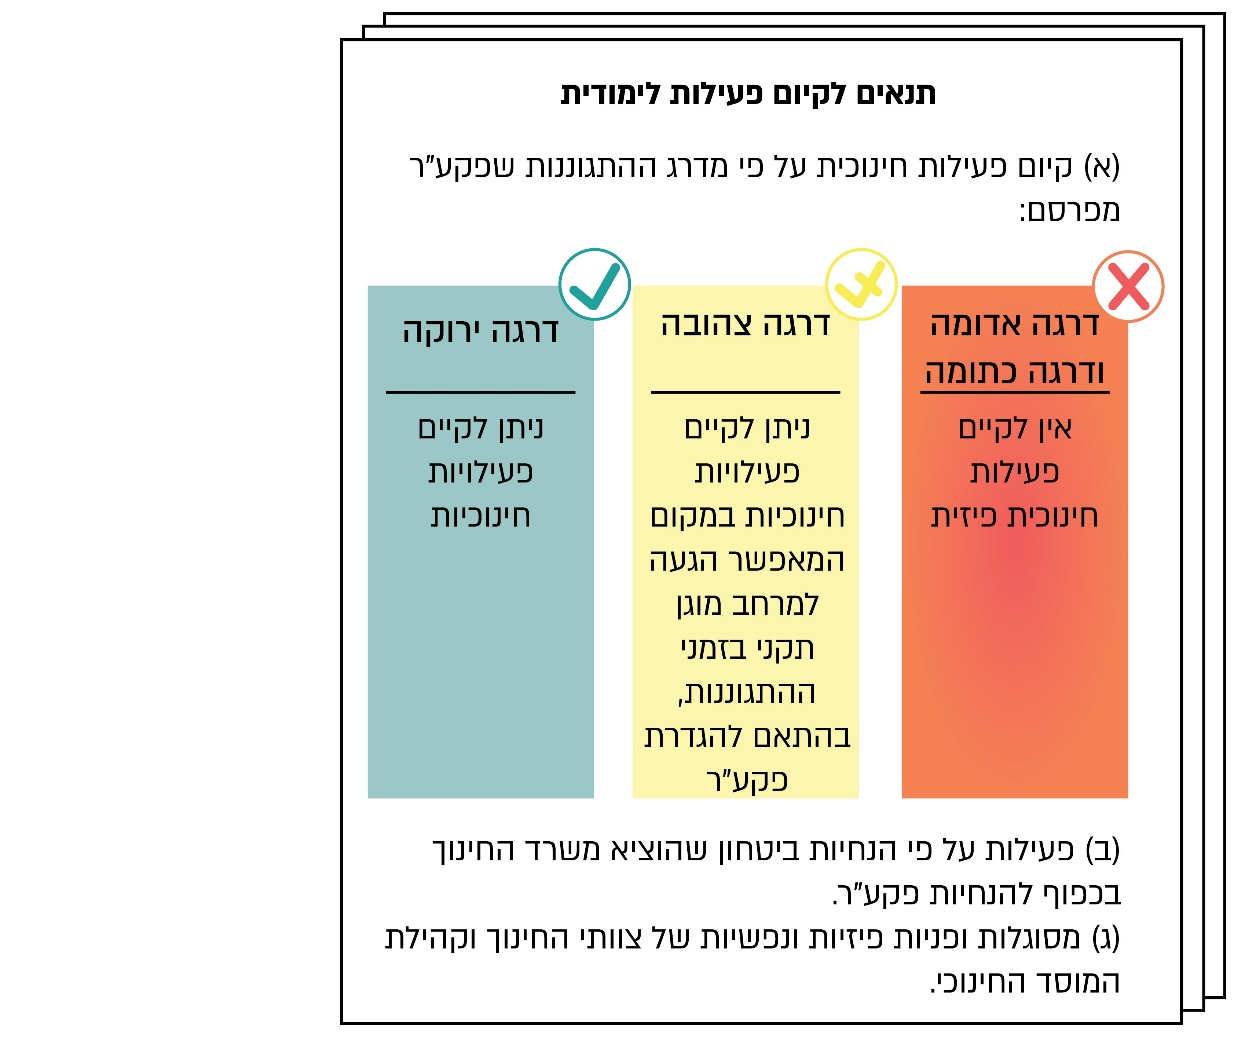 תנאים לקיום פעילות לימודית
(א) קיום פעילות חינוכית על פי מדרג ההתגוננות שפקע"ר
מפרסם:
דרגה אדומה
ודרגה כתומה
אין לקיים
פעילות
חינוכית פיזית
דרגה צהובה
ניתן לקיים
פעילויות
חינוכיות במקום
המאפשר הגעה
למרחב מוגן
תקני בזמני
ההתגוננות,
בהתאם להגדרת
פקע"ר
דרגה ירוקה
ניתן לקיים
פעילויות
חינוכיות
(ב) פעילות על פי הנחיות ביטחון שהוציא משרד החינוך
בכפוף להנחיות פקע"ר.
(ג) מסוגלות ופניות פיזיות ונפשיות של צוותי החינוך וקהילת
המוסד החינוכי.